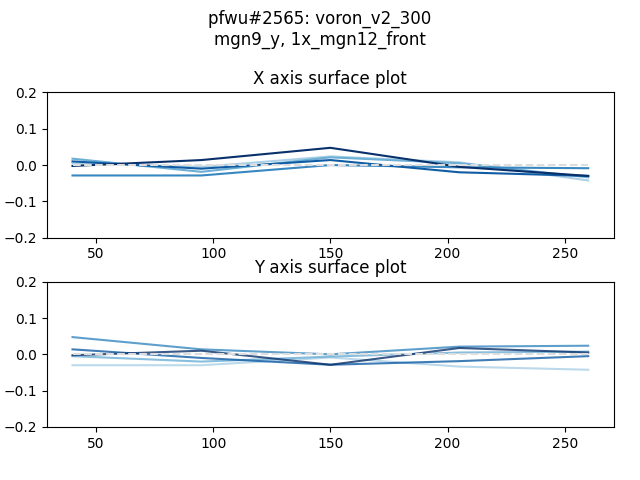 pfwu#2565: voron_v2_300
mgn9_y, 1x_mgn12_front
X axis surface plot
0.2
0.1
0.0
−0.1
−0.2
50 100 150 200 250
Y axis surface plot
0.2
0.1
0.0
−0.1
−0.2
50 100 150 200 250